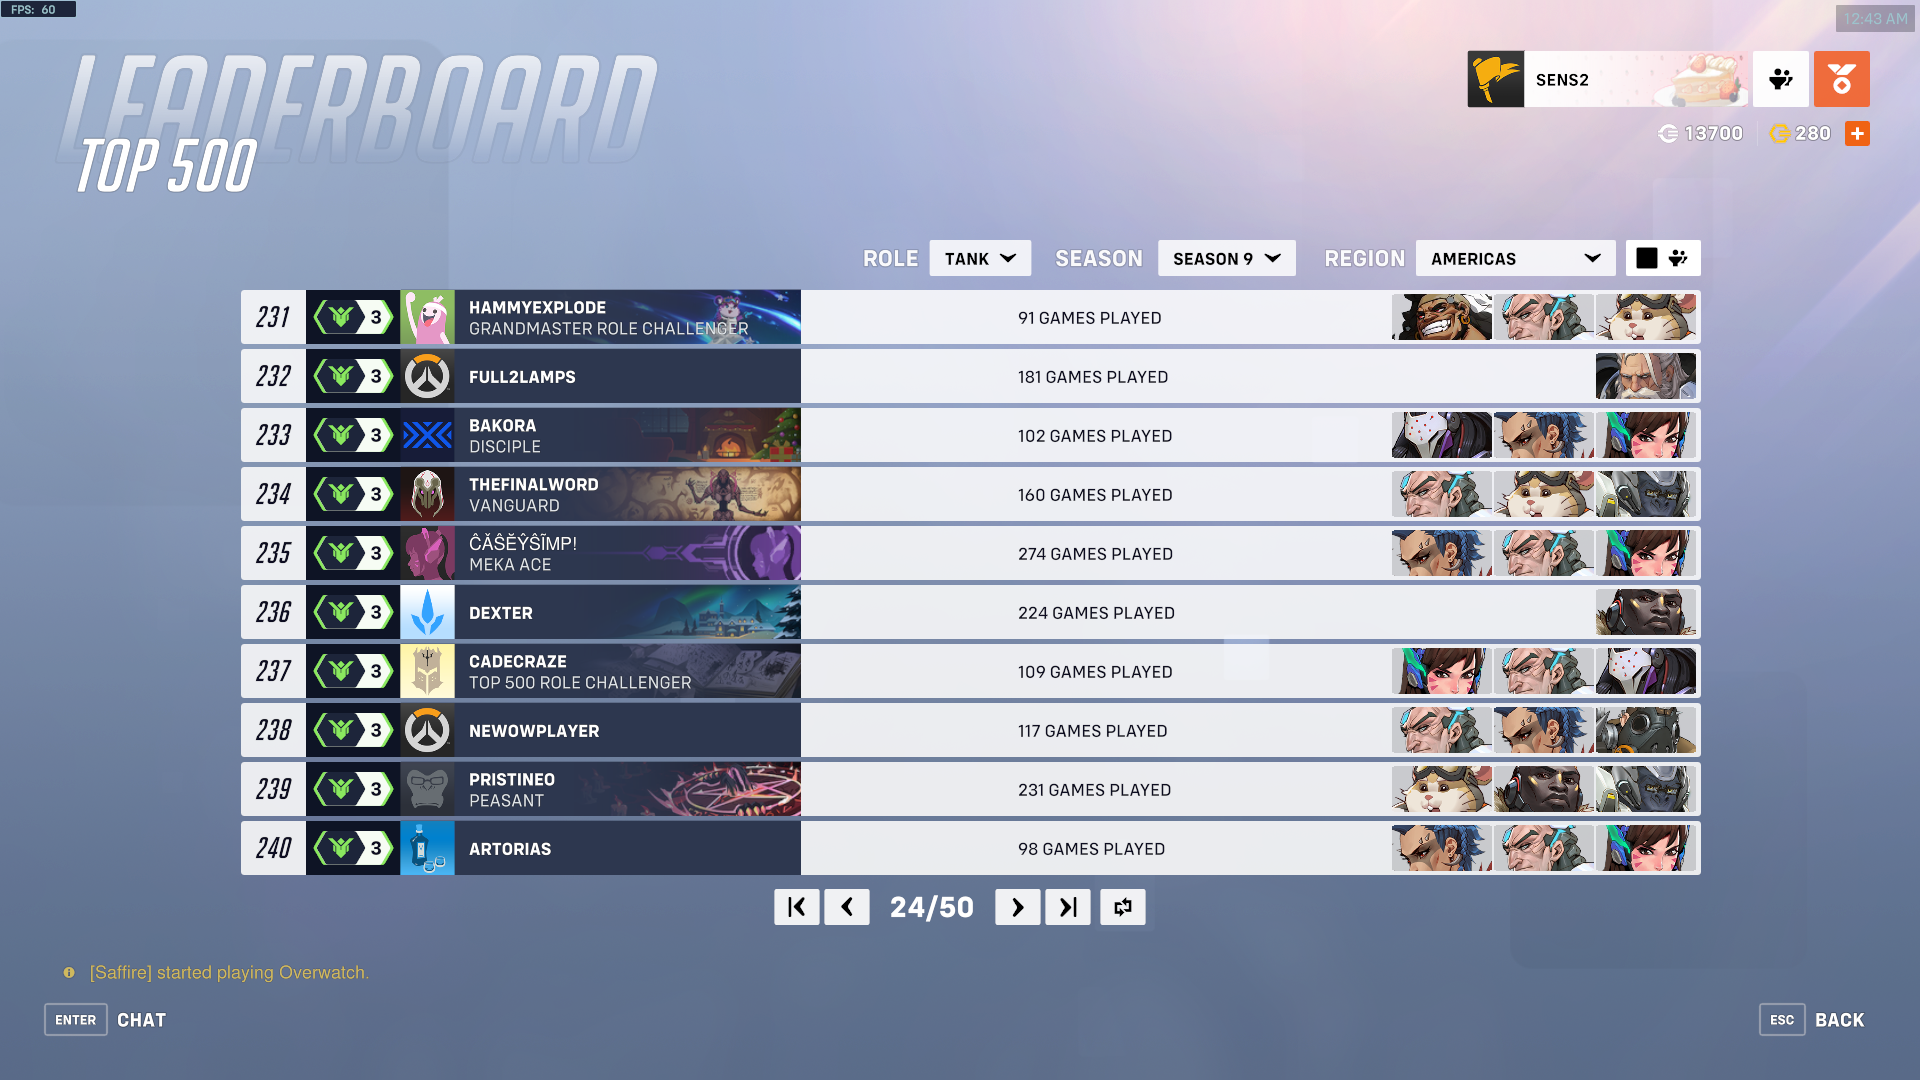 FPS: 60
12:43 AM
LEADERBOARD
TOP 500
SENS2
13700
280
ROLE TANK SEASON SEASON 9 REGION AMERICAS
231 3 HAMMYEXPLODE 91 GAMES PLAYED
GRANDMASTER ROLE CHALLENGER
232 3 FULL2LAMPS 181 GAMES PLAYED
233 3 BAKORA 102 GAMES PLAYED
DISCIPLE
234 3 THEFINALWORD 160 GAMES PLAYED
VANGUARD
235 3 ĈĂŜĔŶŜĨMP! 274 GAMES PLAYED
MEKA ACE
236 3 DEXTER 224 GAMES PLAYED
237 3 CADECRAZE 109 GAMES PLAYED
TOP 500 ROLE CHALLENGER
238 3 NEWOWPLAYER 117 GAMES PLAYED
239 3 PRISTINEO 231 GAMES PLAYED
PEASANT
240 3 ARTORIAS 98 GAMES PLAYED
24/50
[Saffire] started playing Overwatch.
ENTER CHAT
ESC BACK